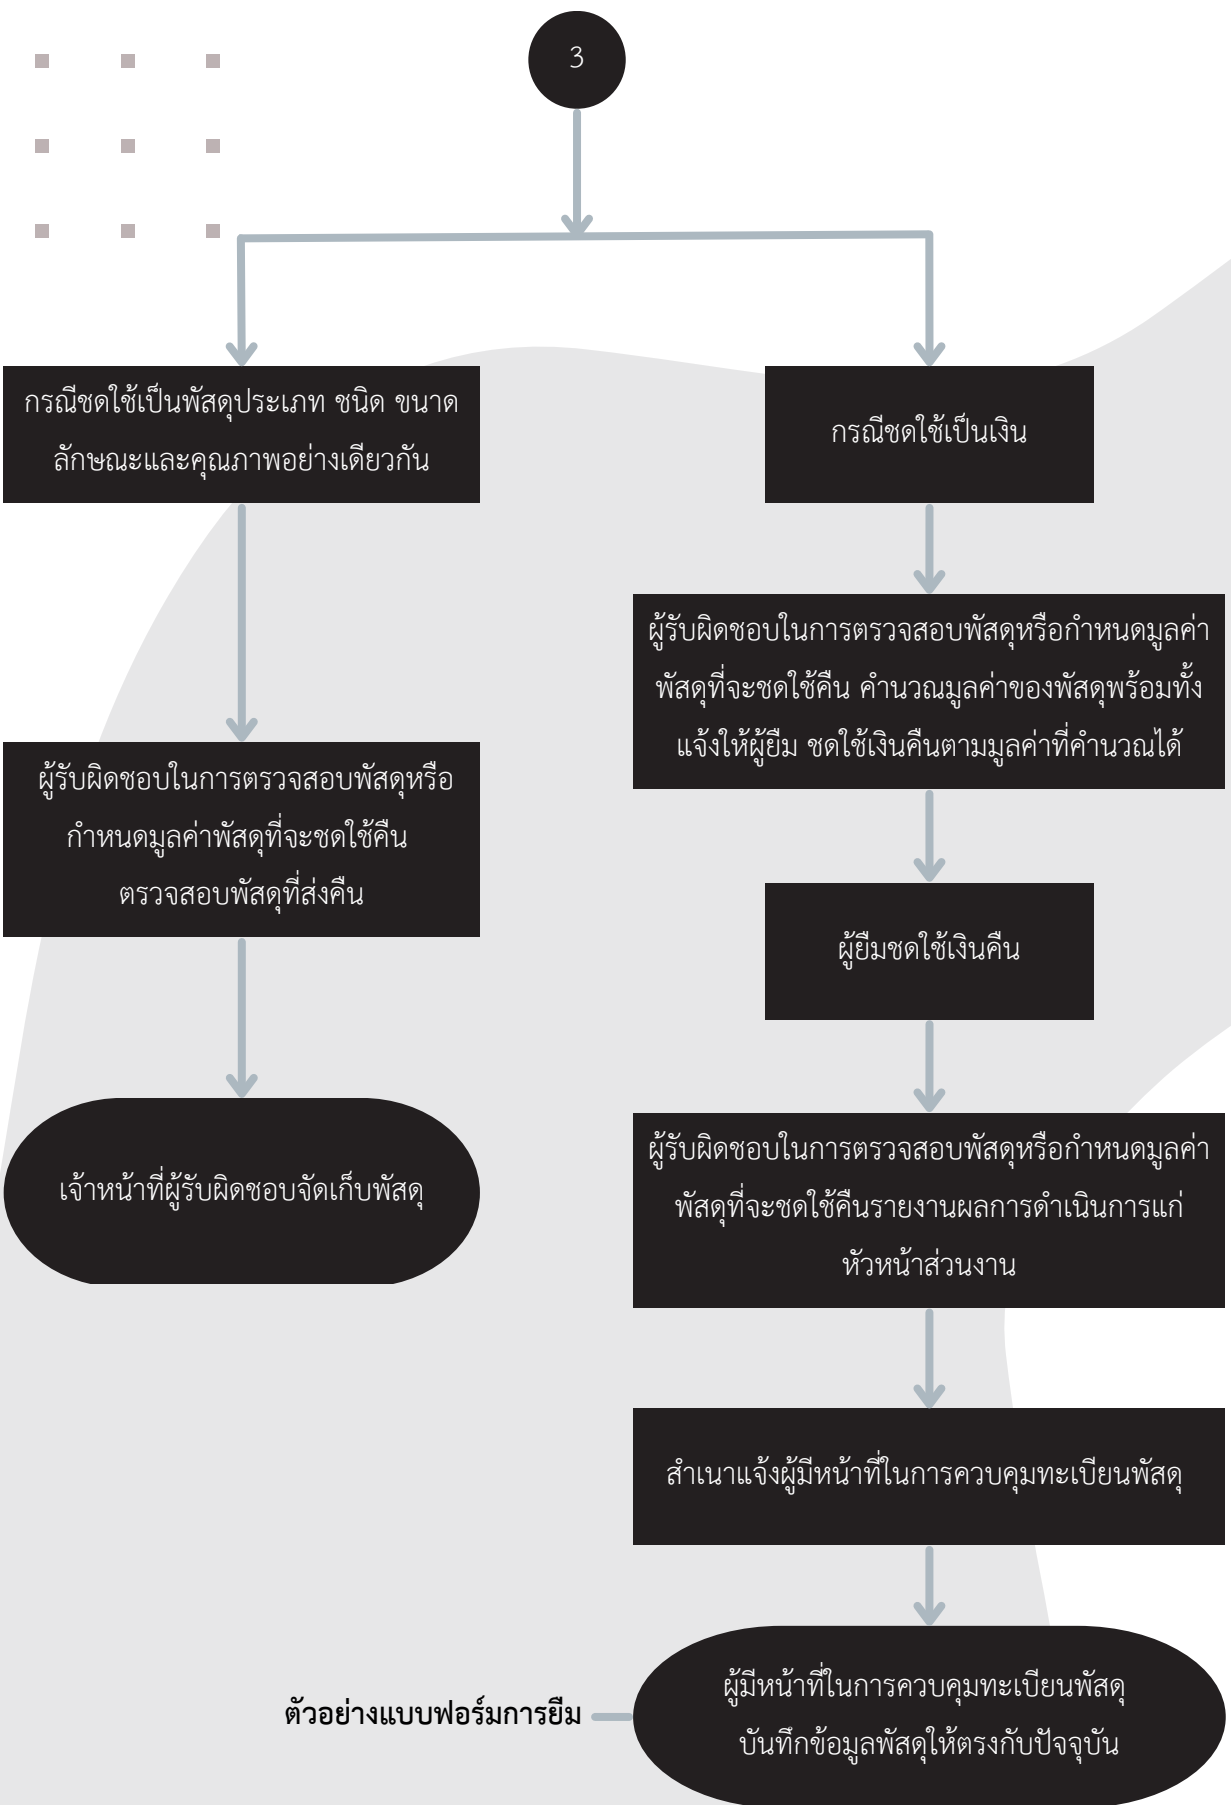 3
กรณีชดใช้เป็นพัสดุประเภท ชนิด ขนาด
ลักษณะและคุณภาพอย่างเดียวกัน
ผู้รับผิดชอบในการตรวจสอบพัสดุหรือ
กำหนดมูลค่าพัสดุที่จะชดใช้คืน
ตรวจสอบพัสดุที่ส่งคืน
เจ้าหน้าที่ผู้รับผิดชอบจัดเก็บพัสดุ
กรณีชดใช้เป็นเงิน
ผู้รับผิดชอบในการตรวจสอบพัสดุหรือกำหนดมูลค่า
พัสดุที่จะชดใช้คืน คำนวณมูลค่าของพัสดุพร้อมทั้ง
แจ้งให้ผู้ยืม ชดใช้เงินคืนตามมูลค่าที่คำนวณได้
ผู้ยืมชดใช้เงินคืน
ผู้รับผิดชอบในการตรวจสอบพัสดุหรือกำหนดมูลค่า
พัสดุที่จะชดใช้คืนรายงานผลการดำเนินการแก่
หัวหน้าส่วนงาน
สำเนาแจ้งผู้มีหน้าที่ในการควบคุมทะเบียนพัสดุ
ผู้มีหน้าที่ในการควบคุมทะเบียนพัสดุ
บันทึกข้อมูลพัสดุให้ตรงกับปัจจุบัน
ตัวอย่างแบบฟอร์มการยืม